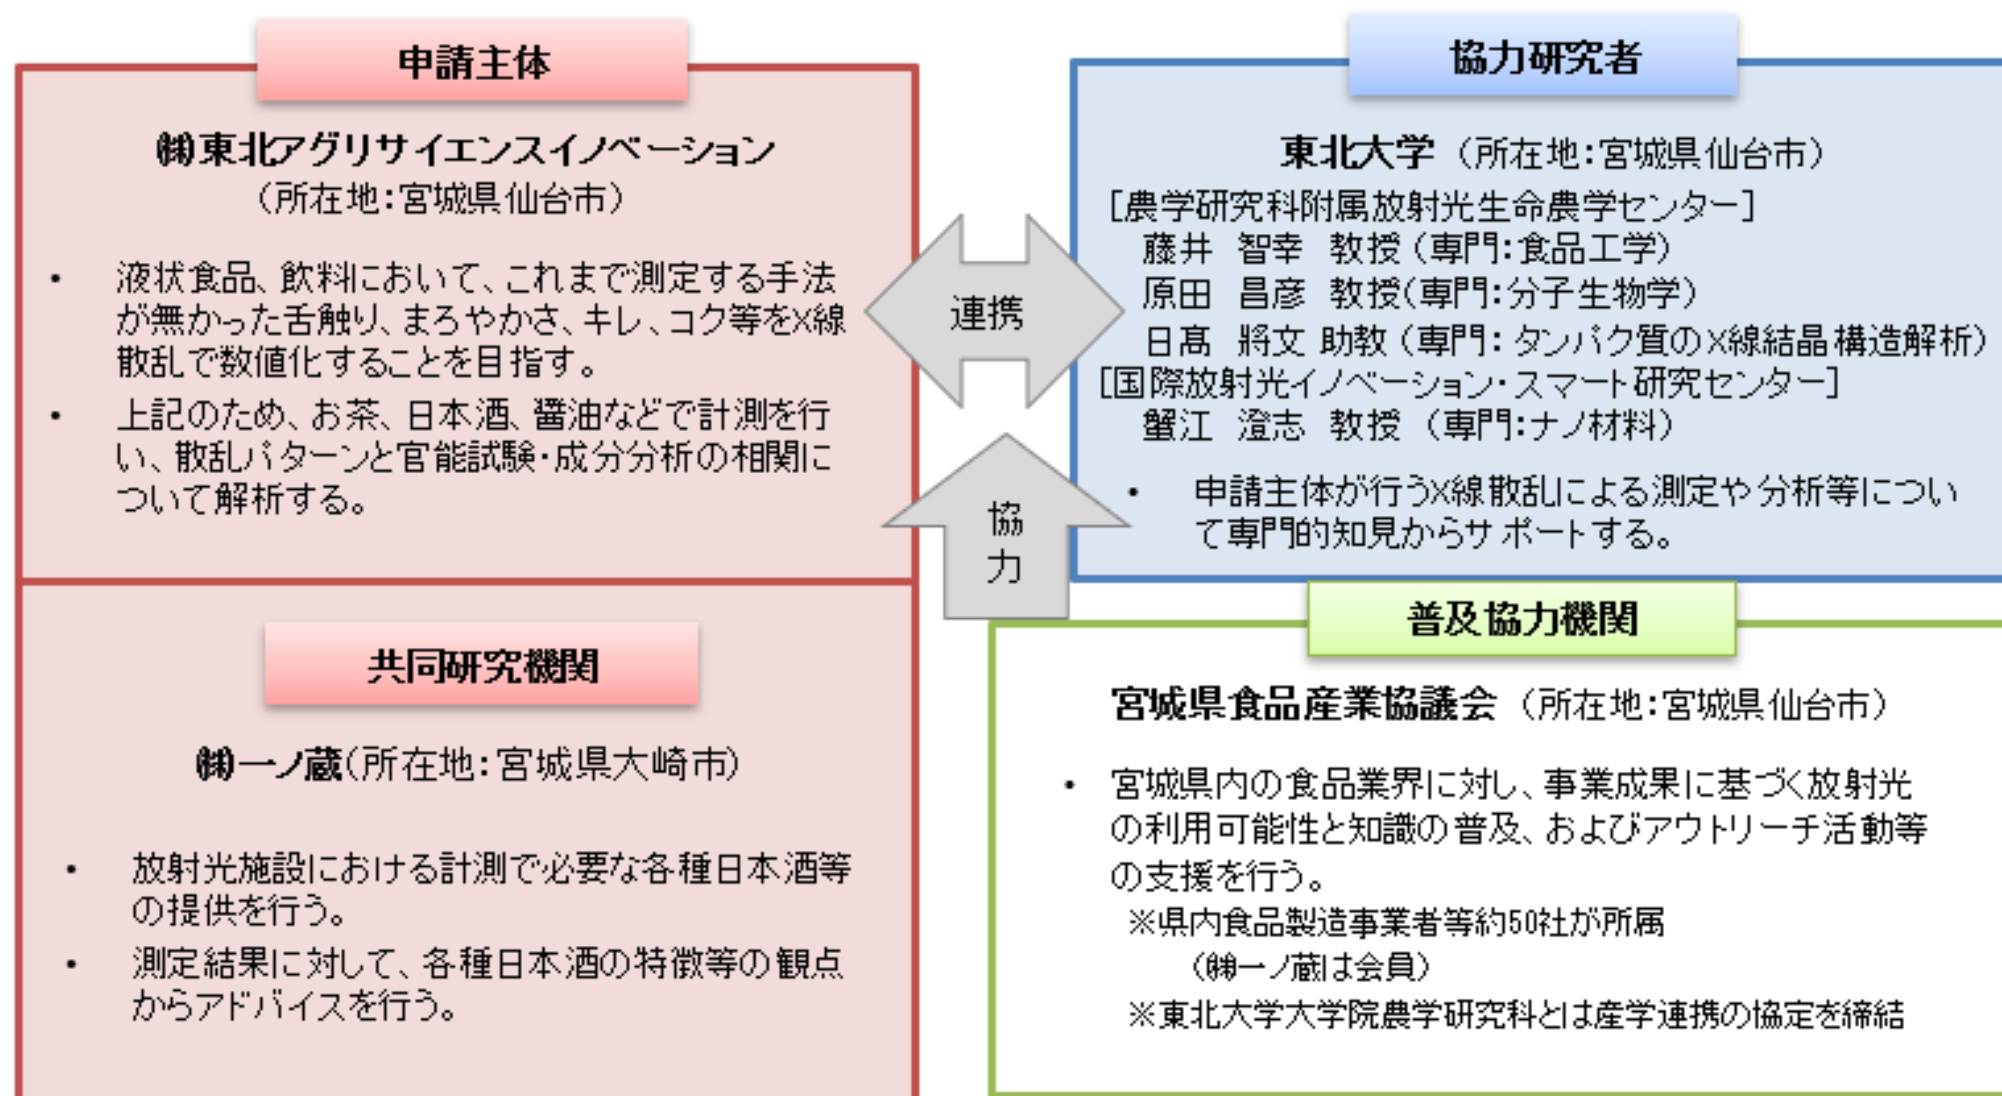 申請主体
㈱東北アグリサイエンスイノベーション
（所在地：宮城県仙台市）
• 液状食品、飲料において、これまで測定する手法
が無かった舌触り、まろやかさ、キレ、コク等をX線
散乱で数値化することを目指す。
• 上記のため、お茶、日本酒、醤油などで計測を行
い、散乱パターンと官能試験・成分分析の相関に
ついて解析する。
共同研究機関
㈱一ノ蔵（所在地：宮城県大崎市）
• 放射光施設における計測で必要な各種日本酒等
の提供を行う。
• 測定結果に対して、各種日本酒の特徴等の観点
からアドバイスを行う。
連携
協
力
協力研究者
東北大学（所在地：宮城県仙台市）
［農学研究科附属放射光生命農学センター］
藤井 智幸 教授（専門：食品工学）
原田 昌彦 教授（専門：分子生物学）
日髙 將文 助教（専門：タンパク質のX線結晶構造解析）
［国際放射光イノベーション・スマート研究センター］
蟹江 澄志 教授（専門：ナノ材料）
• 申請主体が行うX線散乱による測定や分析等につい
て専門的知見からサポートする。
普及協力機関
宮城県食品産業協議会（所在地：宮城県仙台市）
• 宮城県内の食品業界に対し、事業成果に基づく放射光
の利用可能性と知識の普及、およびアウトリーチ活動等
の支援を行う。
※県内食品製造事業者等約50社が所属
（㈱一ノ蔵は会員）
※東北大学大学院農学研究科とは産学連携の協定を締結